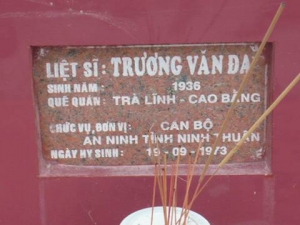 LIỆT SĨ: TRƯƠNG VĂN ĐA
SINH NĂM: 1936
QUÊ QUÁN: TRÀ LĨNH - CAO BẰNG
CHỨC VỤ, ĐƠN VỊ: CÁN BỘ
AN NINH TỈNH NINH THUẬN
NGÀY HY SINH: 19-09-1973